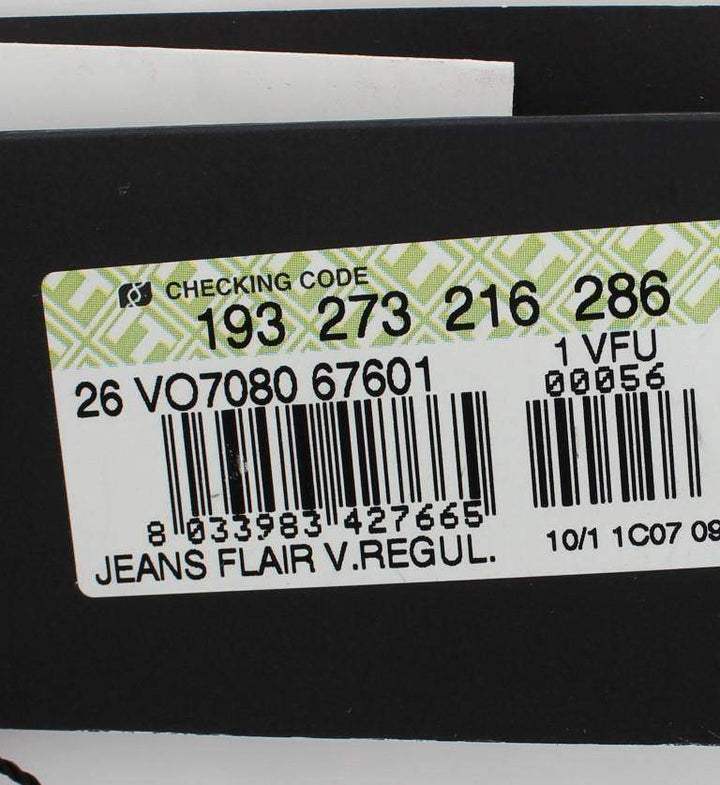 CHECKING CODE
193 273 216 286
1 VFU
26 VO7080 67601
00056
8 033983 427665
JEANS FLAIR V.REGUL.
10/1 1C07 09